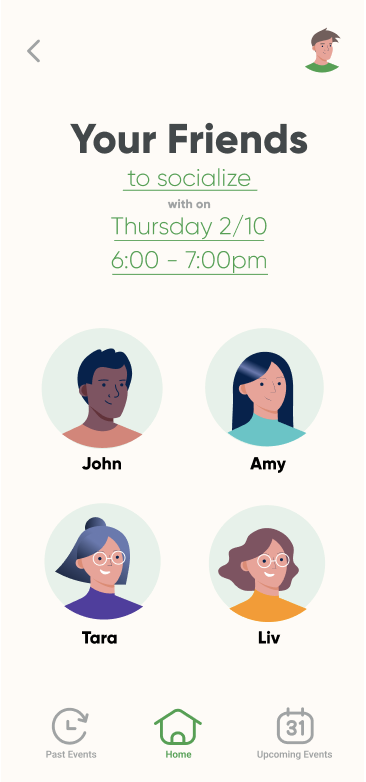 Your Friends
to socialize
with on
Thursday 2/10
6:00 - 7:00pm
John
Amy
Tara
Liv
31
Past Events
Home
Upcoming Events